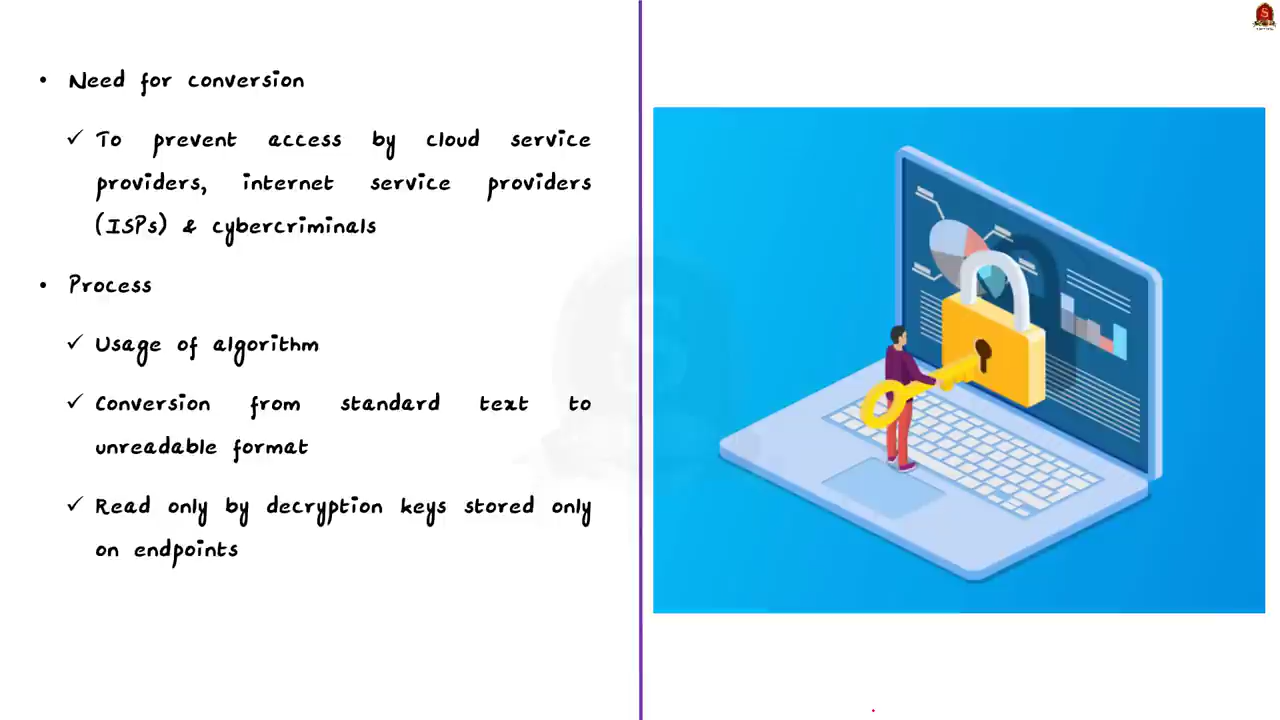 • Need for conversion
✓ To prevent access by cloud service
providers, internet service providers
(ISPs) & cybercriminals
• Process
✓ Usage of algorithm
✓ Conversion from standard text to
unreadable format
✓ Read only by decryption keys stored only
on endpoints